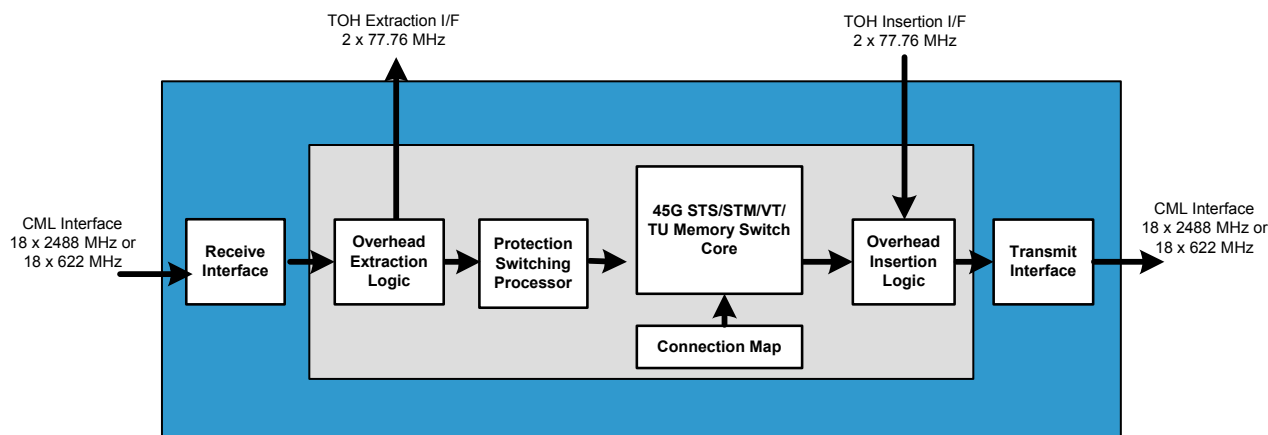 TOH Extraction I/F
2 x 77.76 MHz
TOH Insertion I/F
2 x 77.76 MHz
CML Interface
18 x 2488 MHz or
18 x 622 MHz
Receive
Interface
Overhead
Extraction
Logic
Protection
Switching
Processor
45G STS/STM/VT/
TU Memory Switch
Core
Connection Map
Overhead
Insertion
Logic
Transmit
Interface
CML Interface
18 x 2488 MHz or
18 x 622 MHz